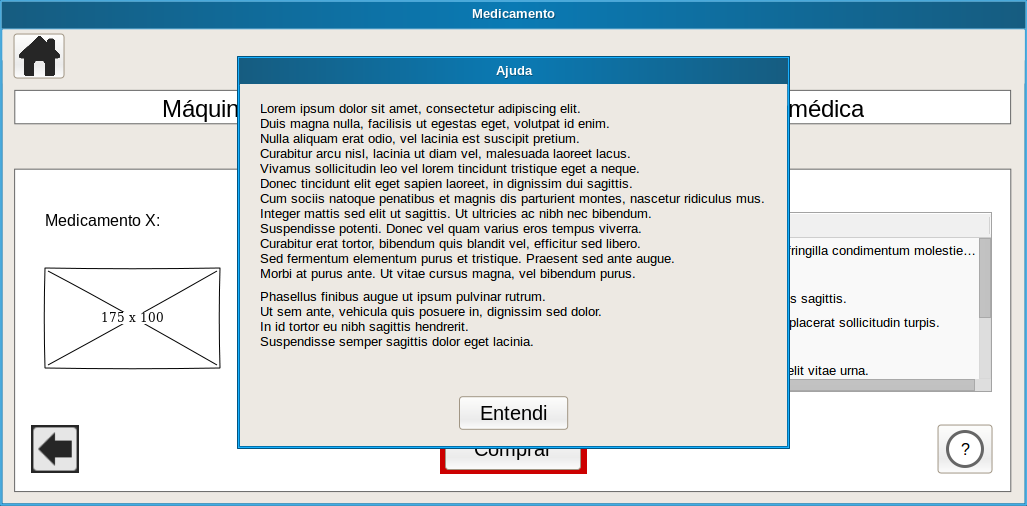 Medicamento
Ajuda
Máquin
médica
Lorem ipsum dolor sit amet, consectetur adipiscing elit.
Duis magna nulla, facilisis ut egestas eget, volutpat id enim.
Nulla aliquam erat odio, vel lacinia est suscipit pretium.
Curabitur arcu nisl, lacinia ut diam vel, malesuada laoreet lacus.
Vivamus sollicitudin leo vel lorem tincidunt tristique eget a neque.
Donec tincidunt elit eget sapien laoreet, in dignissim dui sagittis.
Cum sociis natoque penatibus et magnis dis parturient montes, nascetur ridiculus mus.
Integer mattis sed elit ut sagittis. Ut ultricies ac nibh nec bibendum.
Suspendisse potenti. Donec vel quam varius eros tempus viverra.
Curabitur erat tortor, bibendum quis blandit vel, efficitur sed libero.
Sed fermentum elementum purus et tristique. Praesent sed ante augue.
Morbi at purus ante. Ut vitae cursus magna, vel bibendum purus.
Phasellus finibus augue ut ipsum pulvinar rutrum.
Ut sem ante, vehicula quis posuere in, dignissim sed dolor.
In id tortor eu nibh sagittis hendrerit.
Suspendisse semper sagittis dolor eget lacinia.
Entendi
Medicamento X:
175 x 100
fringilla condimentum molestie...
s sagittis.
placerat sollicitudin turpis.
elit vitae urna.
Comprar
?